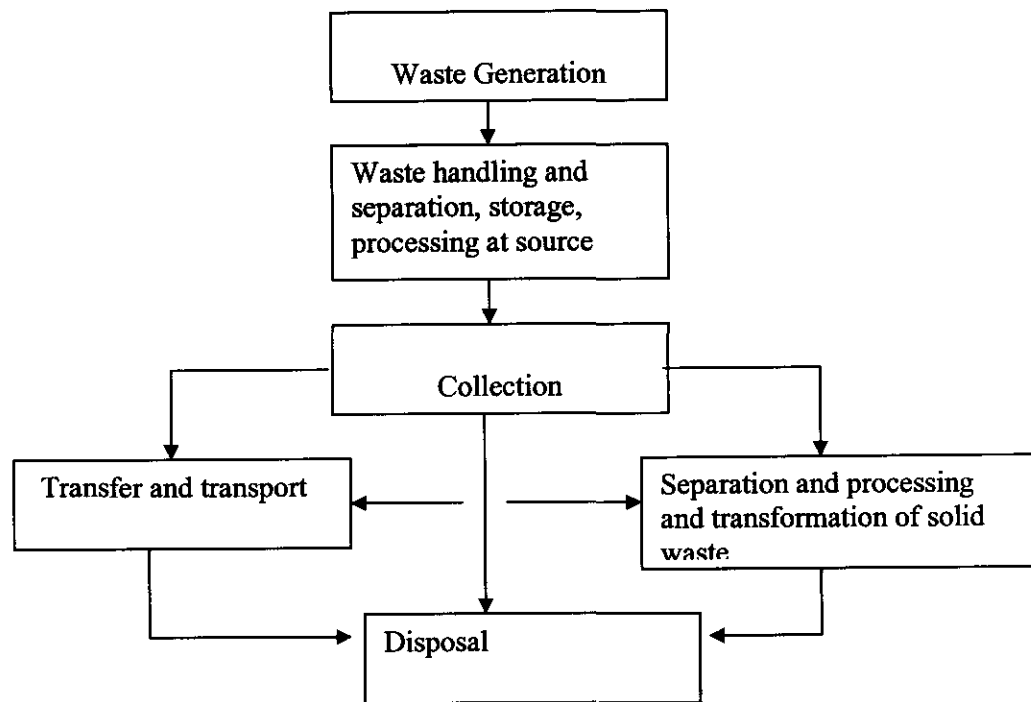 Waste Generation
Waste handling and
separation, storage,
processing at source
Collection
Transfer and transport
Separation and processing
and transformation of solid
waste
Disposal